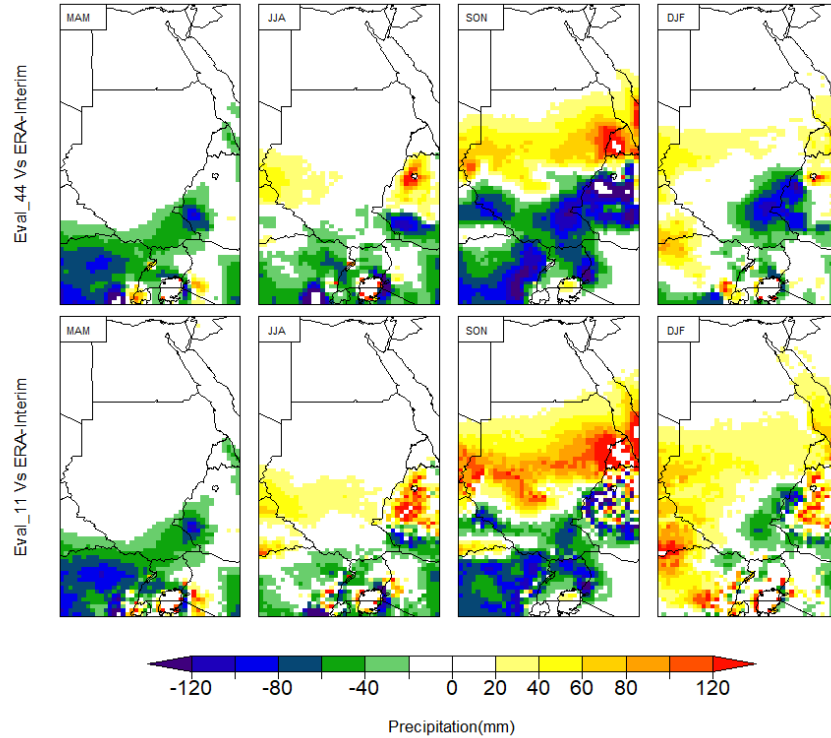 MAM JJA SON DJF
Eval_44 Vs ERA-Interim
MAM JJA SON DJF
Eval_11 Vs ERA-Interim
-120 -80 -40 0 20 40 60 80 120
Precipitation(mm)